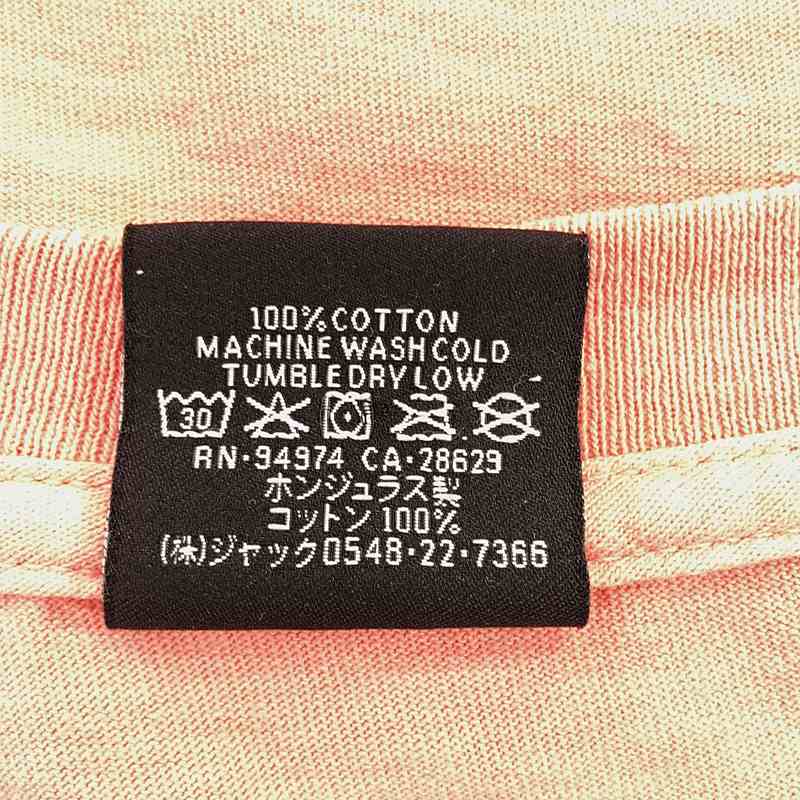 100% COTTON
MACHINE WASH COLD
TUMBLE DRY LOW
30
RN·94974 CA·28629
ホンジュラス製
コットン 100%
(株)ジャック0548·22·7366